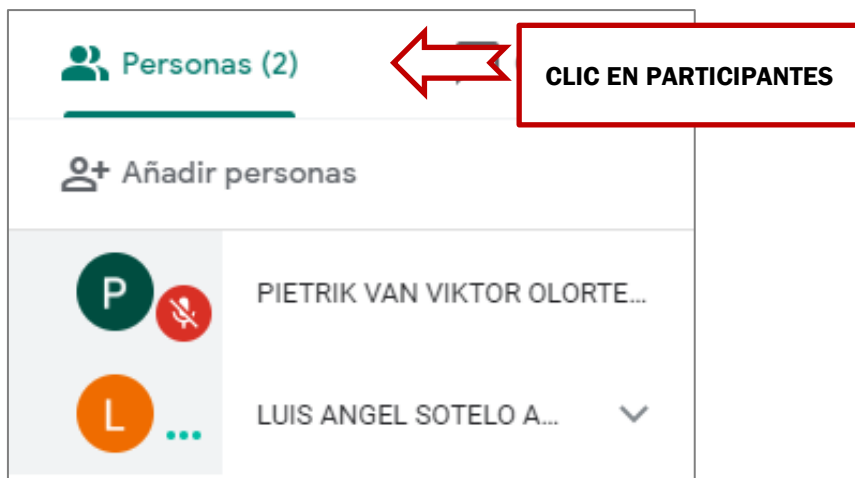 Personas (2)
CLIC EN PARTICIPANTES
Añadir personas
P
PIETRIK VAN VIKTOR OLORTE...
L
LUIS ANGEL SOTELO A...